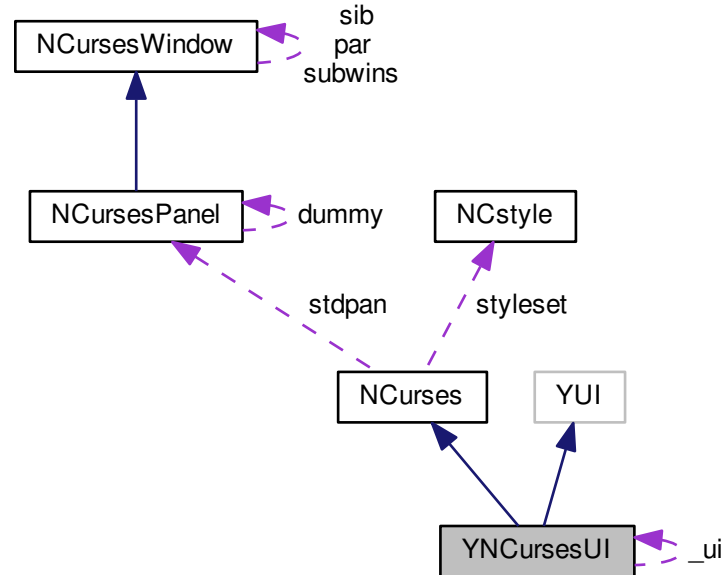 sib
NCursesWindow
par
subwins
NCursesPanel
dummy
NCstyle
stdpan
styleset
NCurses
YUI
YNCursesUI
_ui